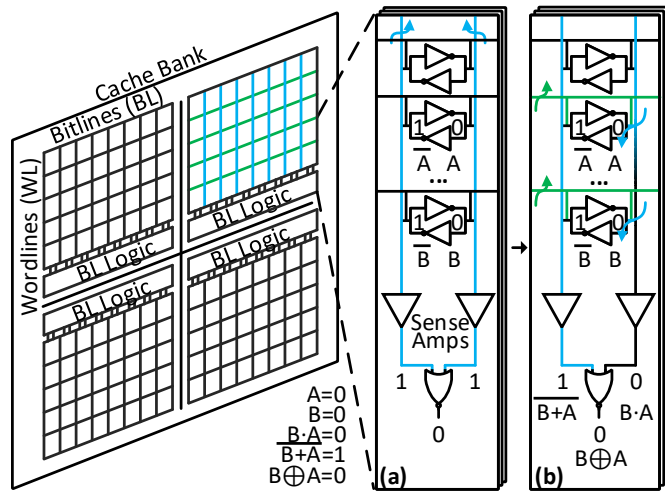 Cache Bank
Bitlines (BL)
Wordlines (WL)
BL Logic
BL Logic
BL Logic
BL Logic
A=0
B=0
B·A=0
B̅+̅A̅=1
B⊕A=0
1 0
A̅ A
...
1 0
B̅ B
Sense
Amps
1 1
0
(a)
1 0
A̅ A
...
1 0
B̅ B
1 0
B̅+̅A̅ B·A
0
B⊕A
(b)